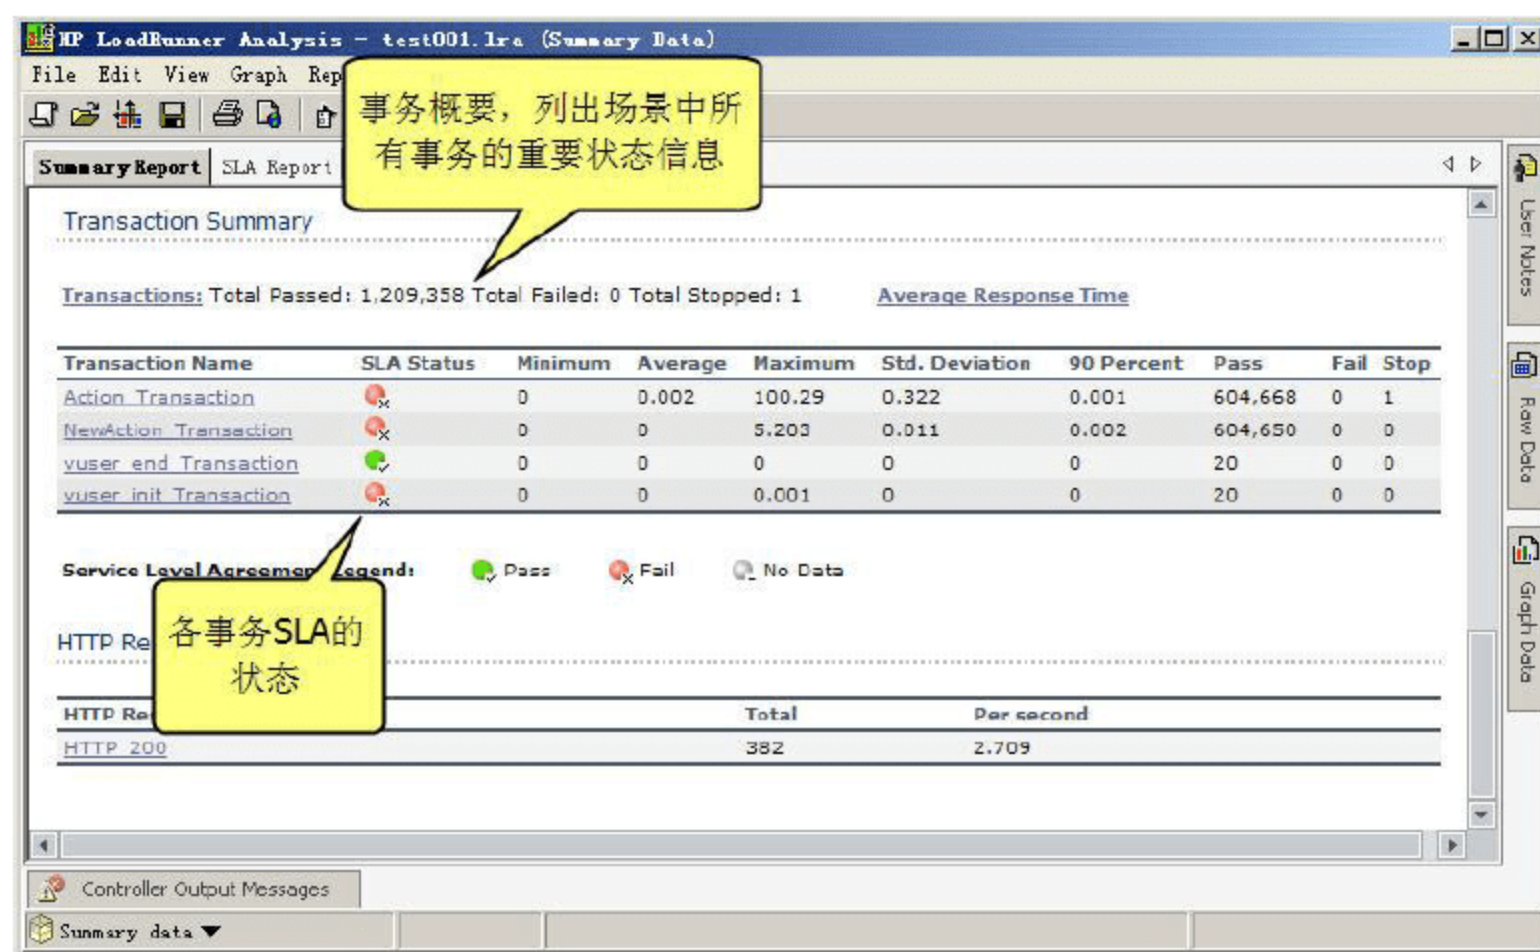 HP LoadRunner Analysis - test001.lra (Summary Data)
File Edit View Graph Rep
事务概要，列出场景中所
有事务的重要状态信息
Summary Report SLA Report
Transaction Summary
Transactions: Total Passed: 1,209,358 Total Failed: 0 Total Stopped: 1 Average Response Time
Transaction Name SLA Status Minimum Average Maximum Std. Deviation 90 Percent Pass Fail Stop
Action_Transaction 0 0.002 100.29 0.322 0.001 604,668 0 1
NewAction_Transaction 0 0 5.203 0.011 0.002 604,650 0 0
vuser_end_Transaction 0 0 0 0 0 20 0 0
vuser_init_Transaction 0 0 0.001 0 0 20 0 0
Service Level Agreement Legend: Pass Fail No Data
各事务SLA的
状态
HTTP Re
HTTP Re Total Per second
HTTP_200 382 2.709
User Notes
Raw Data
Graph Data
Controller Output Messages
Summary data